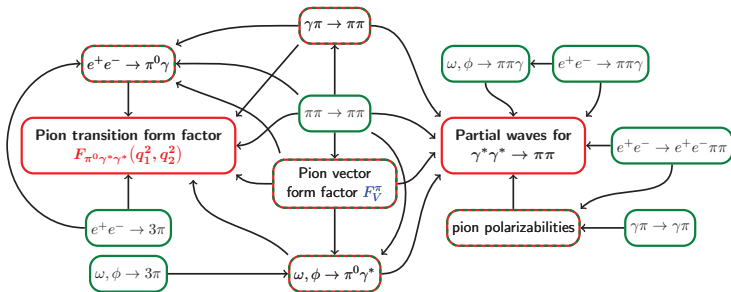 γπ → ππ
e⁺e⁻ → π⁰γ
ω, ϕ → ππγ
e⁺e⁻ → ππγ
ππ → ππ
Pion transition form factor
F_{π⁰γ*γ*}(q₁², q₂²)
Partial waves for
γ*γ* → ππ
e⁺e⁻ → e⁺e⁻ππ
Pion vector
form factor F_V^π
e⁺e⁻ → 3π
pion polarizabilities
γπ → γπ
ω, ϕ → 3π
ω, ϕ → π⁰γ*